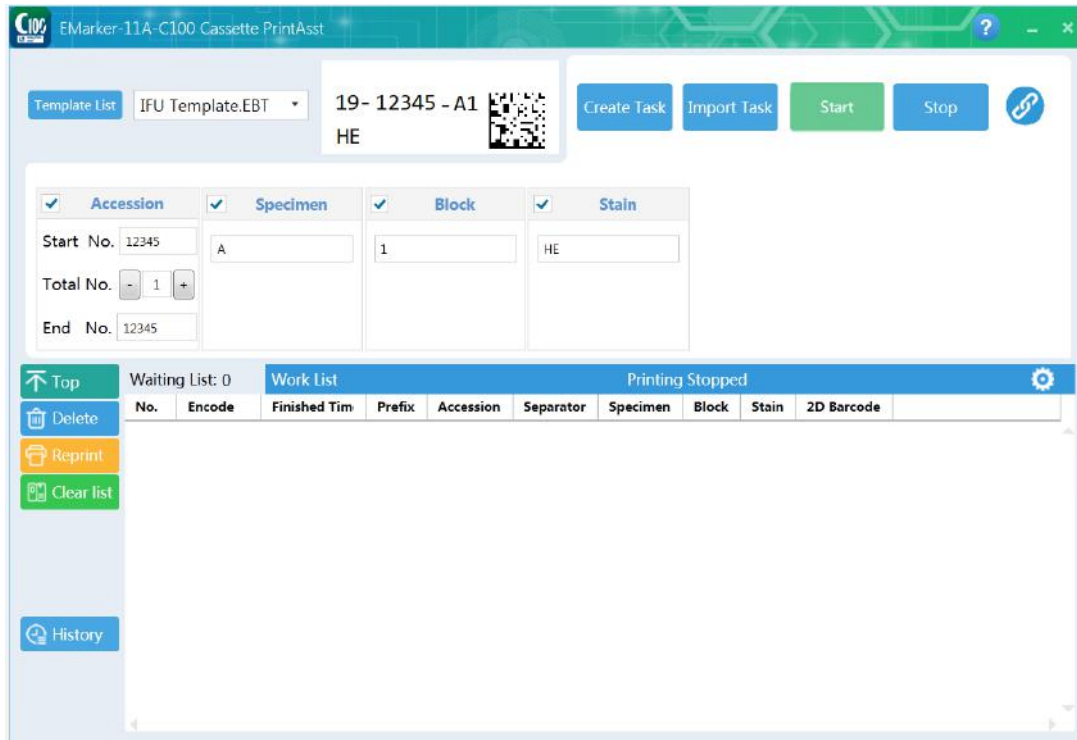 C100 EMarker-11A-C100 Cassette PrintAsst ?
Template List IFU Template.EBT 19- 12345 - A1 Create Task Import Task Start Stop
HE
Accession Specimen Block Stain
Start No. 12345 A 1 HE
Total No. - 1 +
End No. 12345
Top Waiting List: 0 Work List Printing Stopped
No. Encode Finished Tim Prefix Accession Separator Specimen Block Stain 2D Barcode
Delete
Reprint
Clear list
History